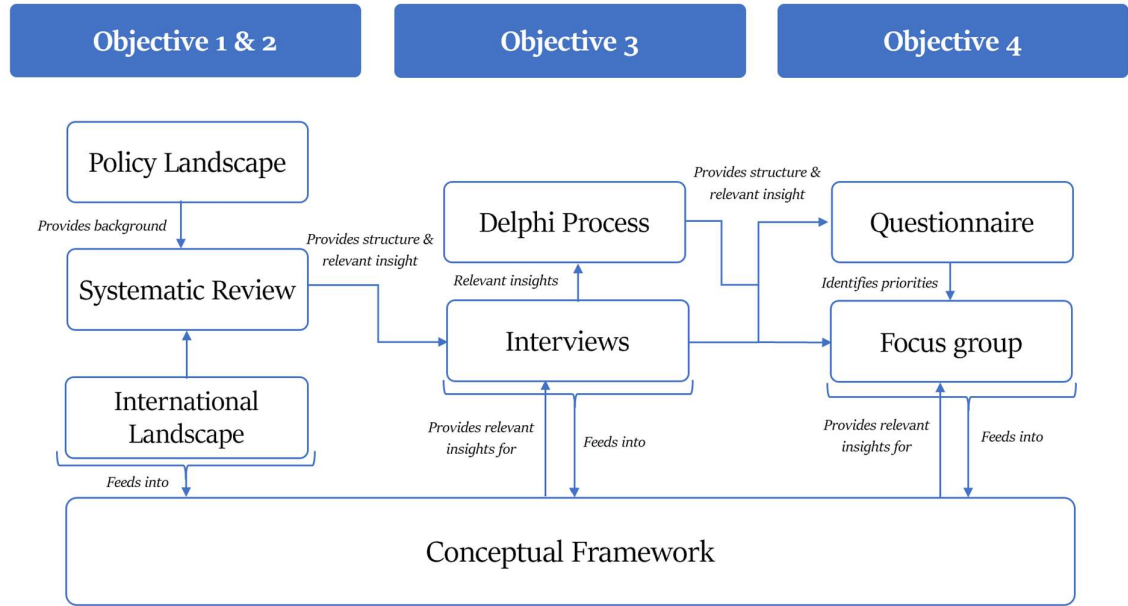 Objective 1 & 2
Objective 3
Objective 4
Policy Landscape
Provides background
Systematic Review
International
Landscape
Feeds into
Provides structure &
relevant insight
Delphi Process
Relevant insights
Interviews
Provides relevant
insights for
Feeds into
Provides structure &
relevant insight
Questionnaire
Identifies priorities
Focus group
Provides relevant
insights for
Feeds into
Conceptual Framework